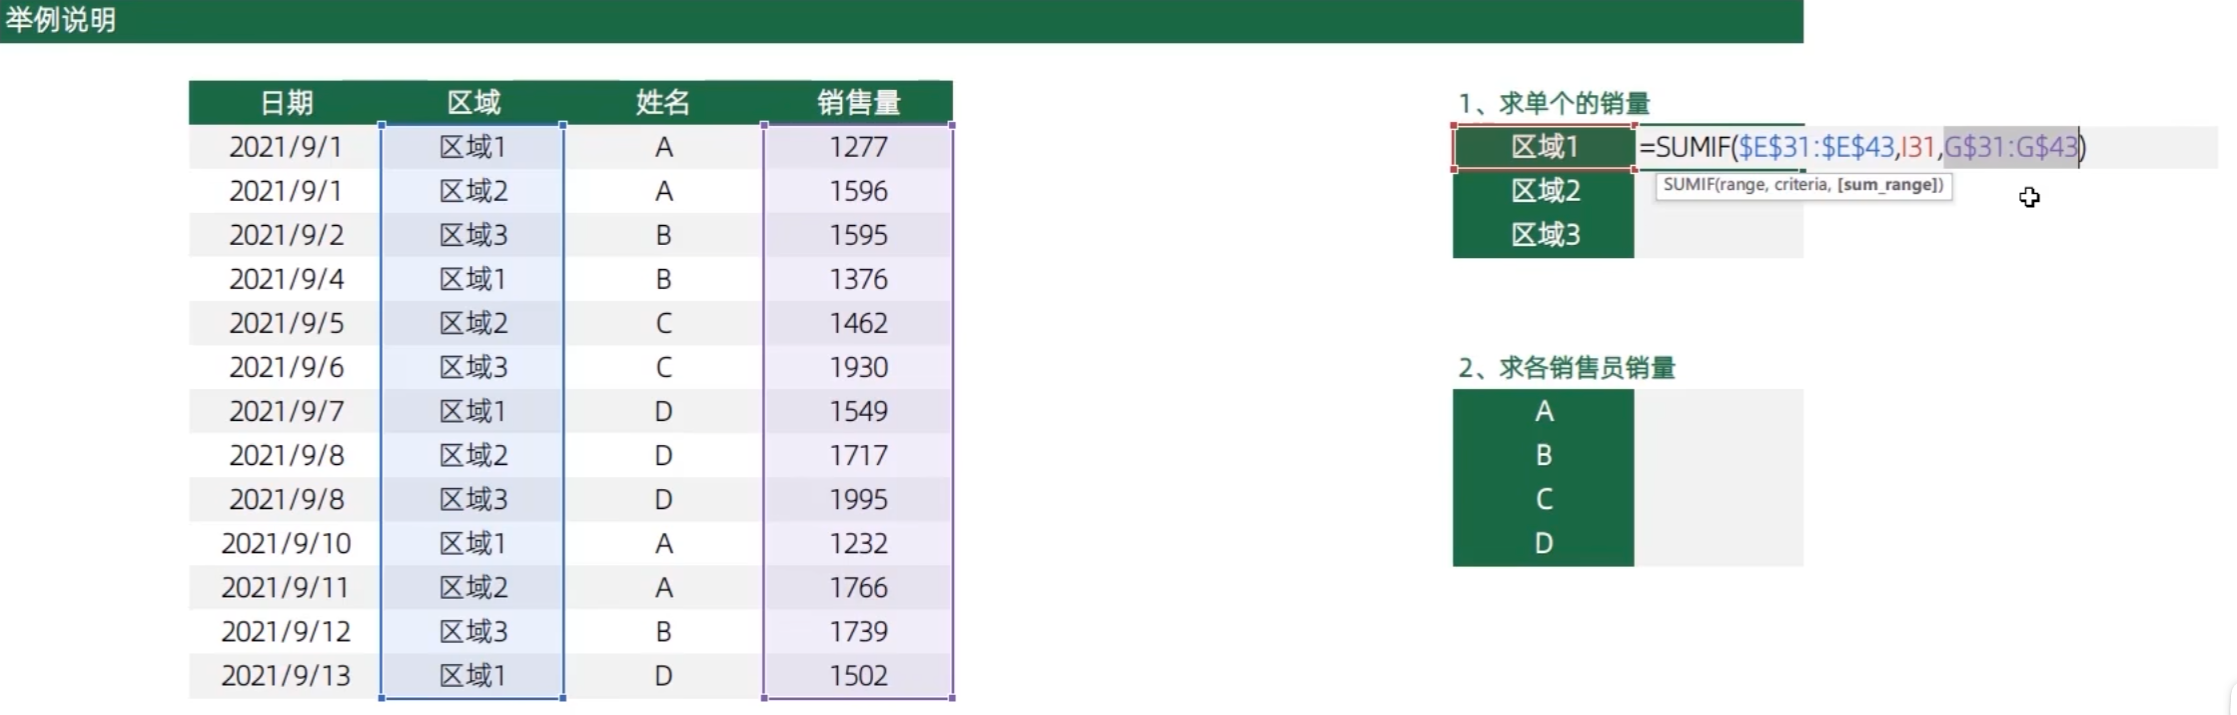 举例说明
日期 区域 姓名 销售量
2021/9/1 区域1 A 1277
2021/9/1 区域2 A 1596
2021/9/2 区域3 B 1595
2021/9/4 区域1 B 1376
2021/9/5 区域2 C 1462
2021/9/6 区域3 C 1930
2021/9/7 区域1 D 1549
2021/9/8 区域2 D 1717
2021/9/8 区域3 D 1995
2021/9/10 区域1 A 1232
2021/9/11 区域2 A 1766
2021/9/12 区域3 B 1739
2021/9/13 区域1 D 1502
1、求单个的销量
区域1 =SUMIF($E$31:$E$43,I31,G$31:G$43)
SUMIF(range, criteria, [sum_range])
区域2
区域3
2、求各销售员销量
A
B
C
D